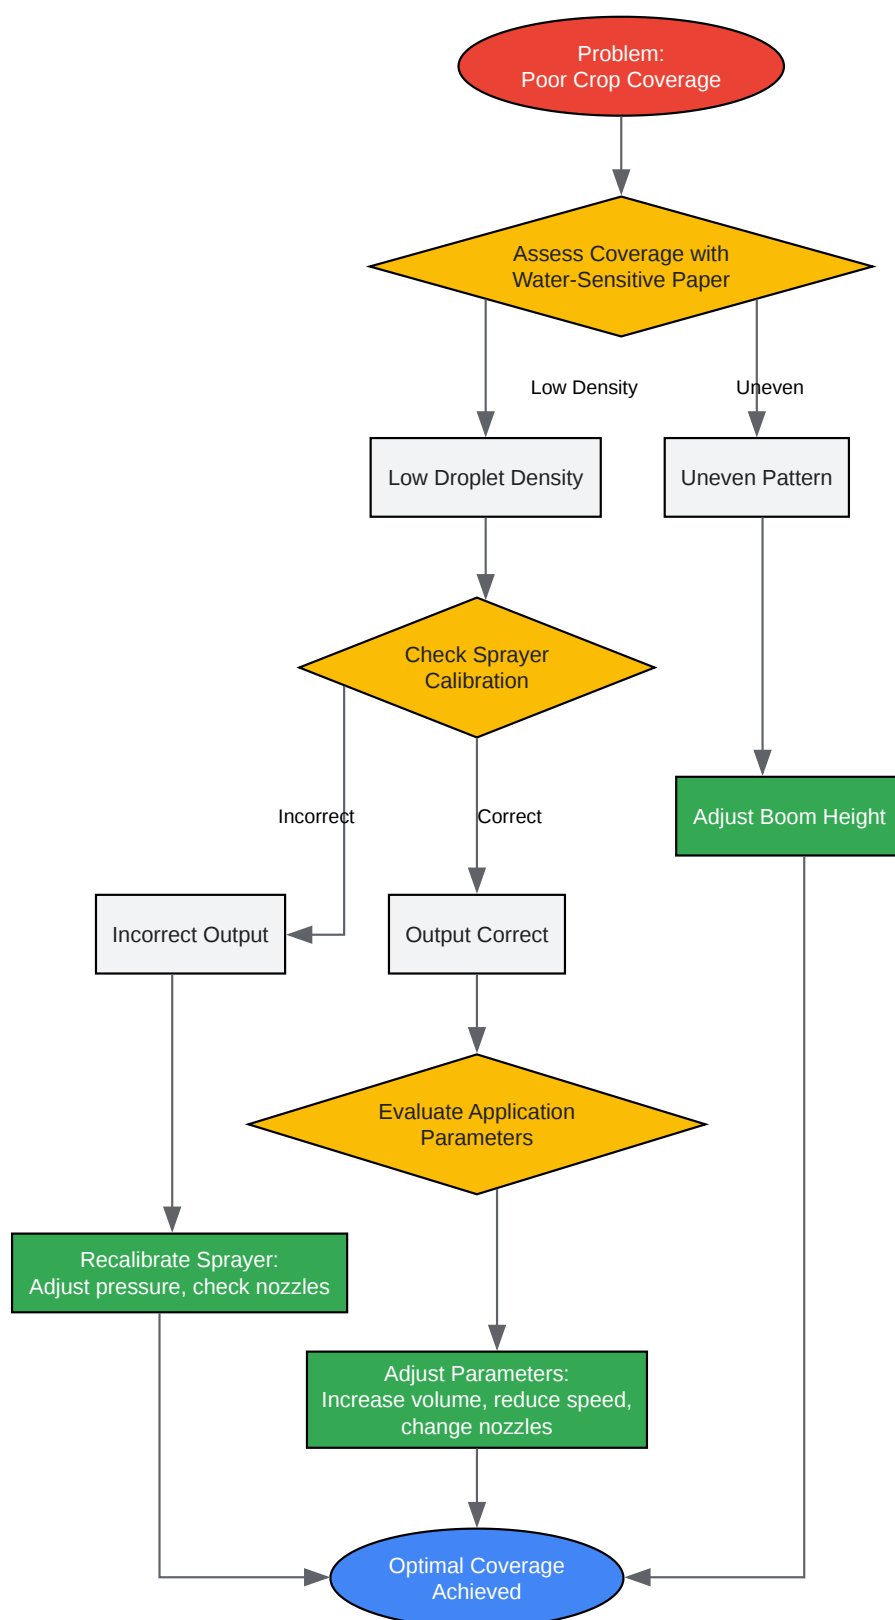 Problem:
Poor Crop Coverage
Assess Coverage with
Water-Sensitive Paper
Low Density
Uneven
Low Droplet Density
Uneven Pattern
Check Sprayer
Calibration
Incorrect
Correct
Adjust Boom Height
Incorrect Output
Output Correct
Evaluate Application
Parameters
Recalibrate Sprayer:
Adjust pressure, check nozzles
Adjust Parameters:
Increase volume, reduce speed,
change nozzles
Optimal Coverage
Achieved